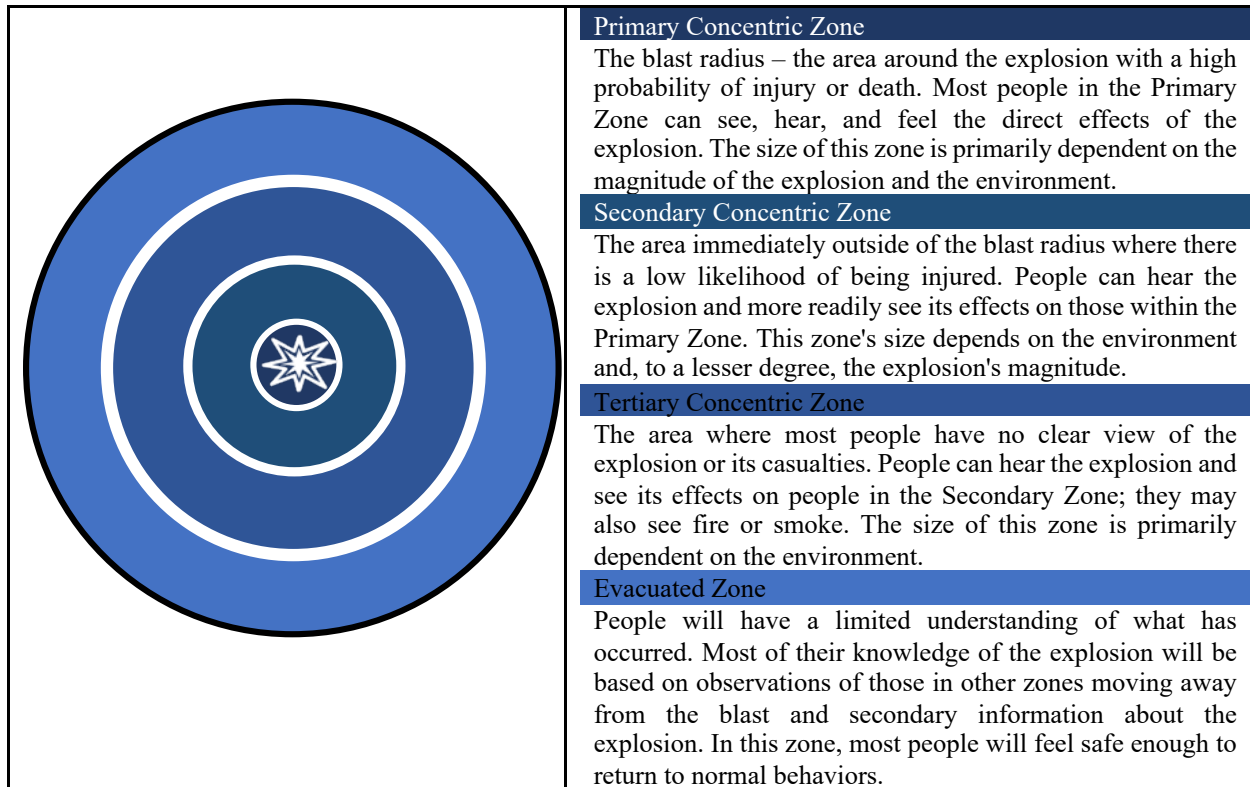 Primary Concentric Zone
The blast radius – the area around the explosion with a high
probability of injury or death. Most people in the Primary
Zone can see, hear, and feel the direct effects of the
explosion. The size of this zone is primarily dependent on the
magnitude of the explosion and the environment.
Secondary Concentric Zone
The area immediately outside of the blast radius where there
is a low likelihood of being injured. People can hear the
explosion and more readily see its effects on those within the
Primary Zone. This zone's size depends on the environment
and, to a lesser degree, the explosion's magnitude.
Tertiary Concentric Zone
The area where most people have no clear view of the
explosion or its casualties. People can hear the explosion and
see its effects on people in the Secondary Zone; they may
also see fire or smoke. The size of this zone is primarily
dependent on the environment.
Evacuated Zone
People will have a limited understanding of what has
occurred. Most of their knowledge of the explosion will be
based on observations of those in other zones moving away
from the blast and secondary information about the
explosion. In this zone, most people will feel safe enough to
return to normal behaviors.